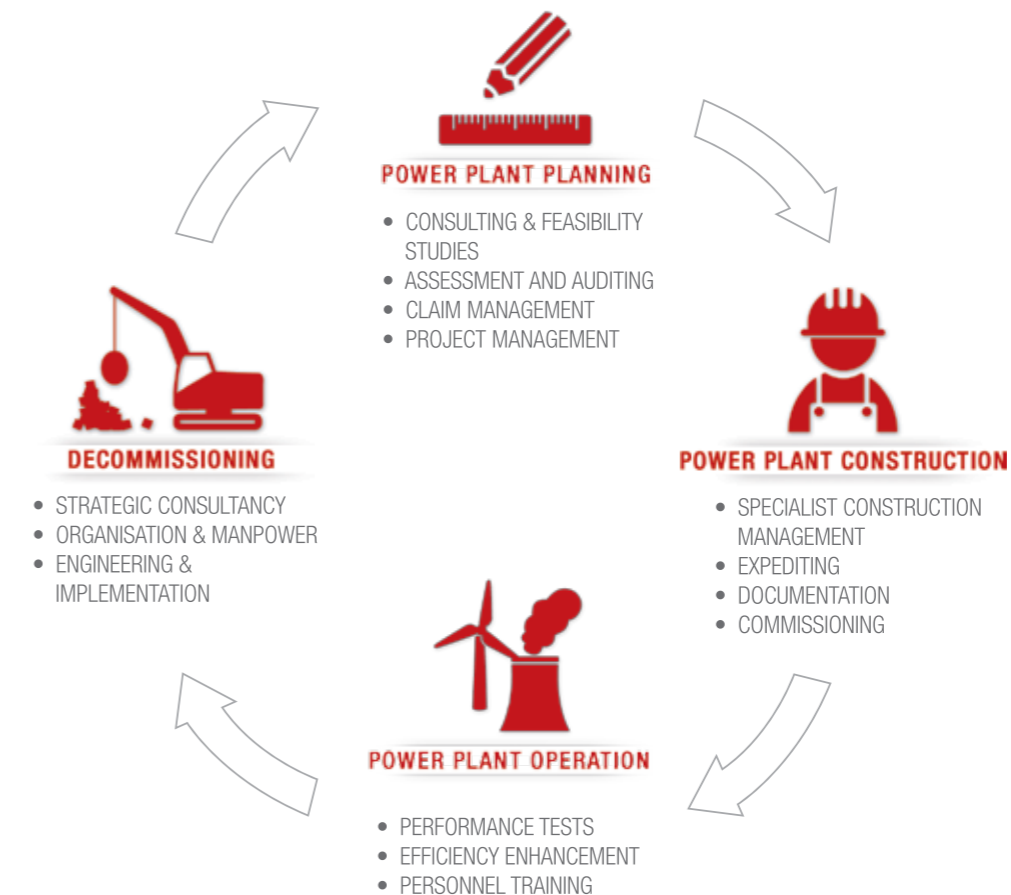 POWER PLANT PLANNING
• CONSULTING & FEASIBILITY
STUDIES
• ASSESSMENT AND AUDITING
• CLAIM MANAGEMENT
• PROJECT MANAGEMENT
POWER PLANT CONSTRUCTION
• SPECIALIST CONSTRUCTION
MANAGEMENT
• EXPEDITING
• DOCUMENTATION
• COMMISSIONING
POWER PLANT OPERATION
• PERFORMANCE TESTS
• EFFICIENCY ENHANCEMENT
• PERSONNEL TRAINING
DECOMMISSIONING
• STRATEGIC CONSULTANCY
• ORGANISATION & MANPOWER
• ENGINEERING &
IMPLEMENTATION